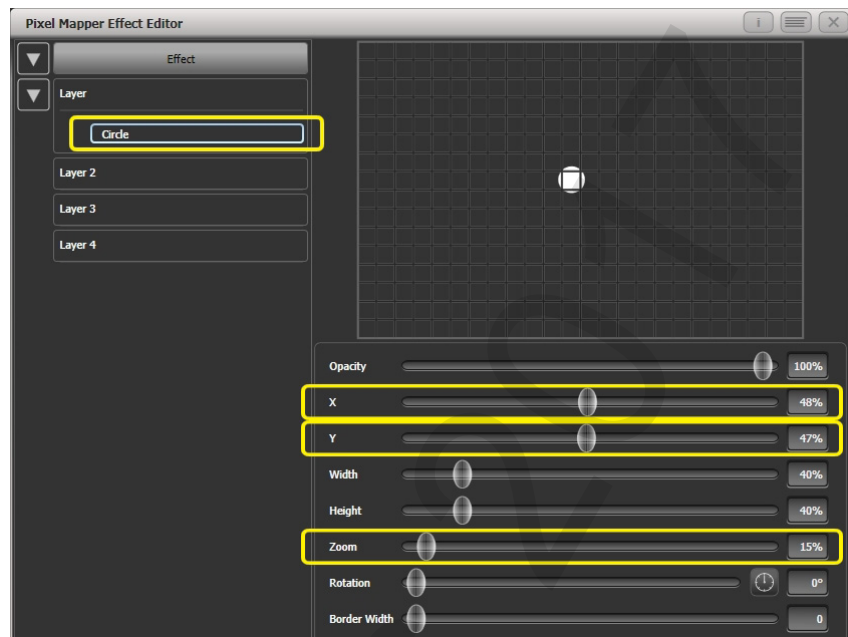 Pixel Mapper Effect Editor
i
Effect
Layer
Circle
Layer 2
Layer 3
Layer 4
Opacity 100%
X 48%
Y 47%
Width 40%
Height 40%
Zoom 15%
Rotation 0°
Border Width 0